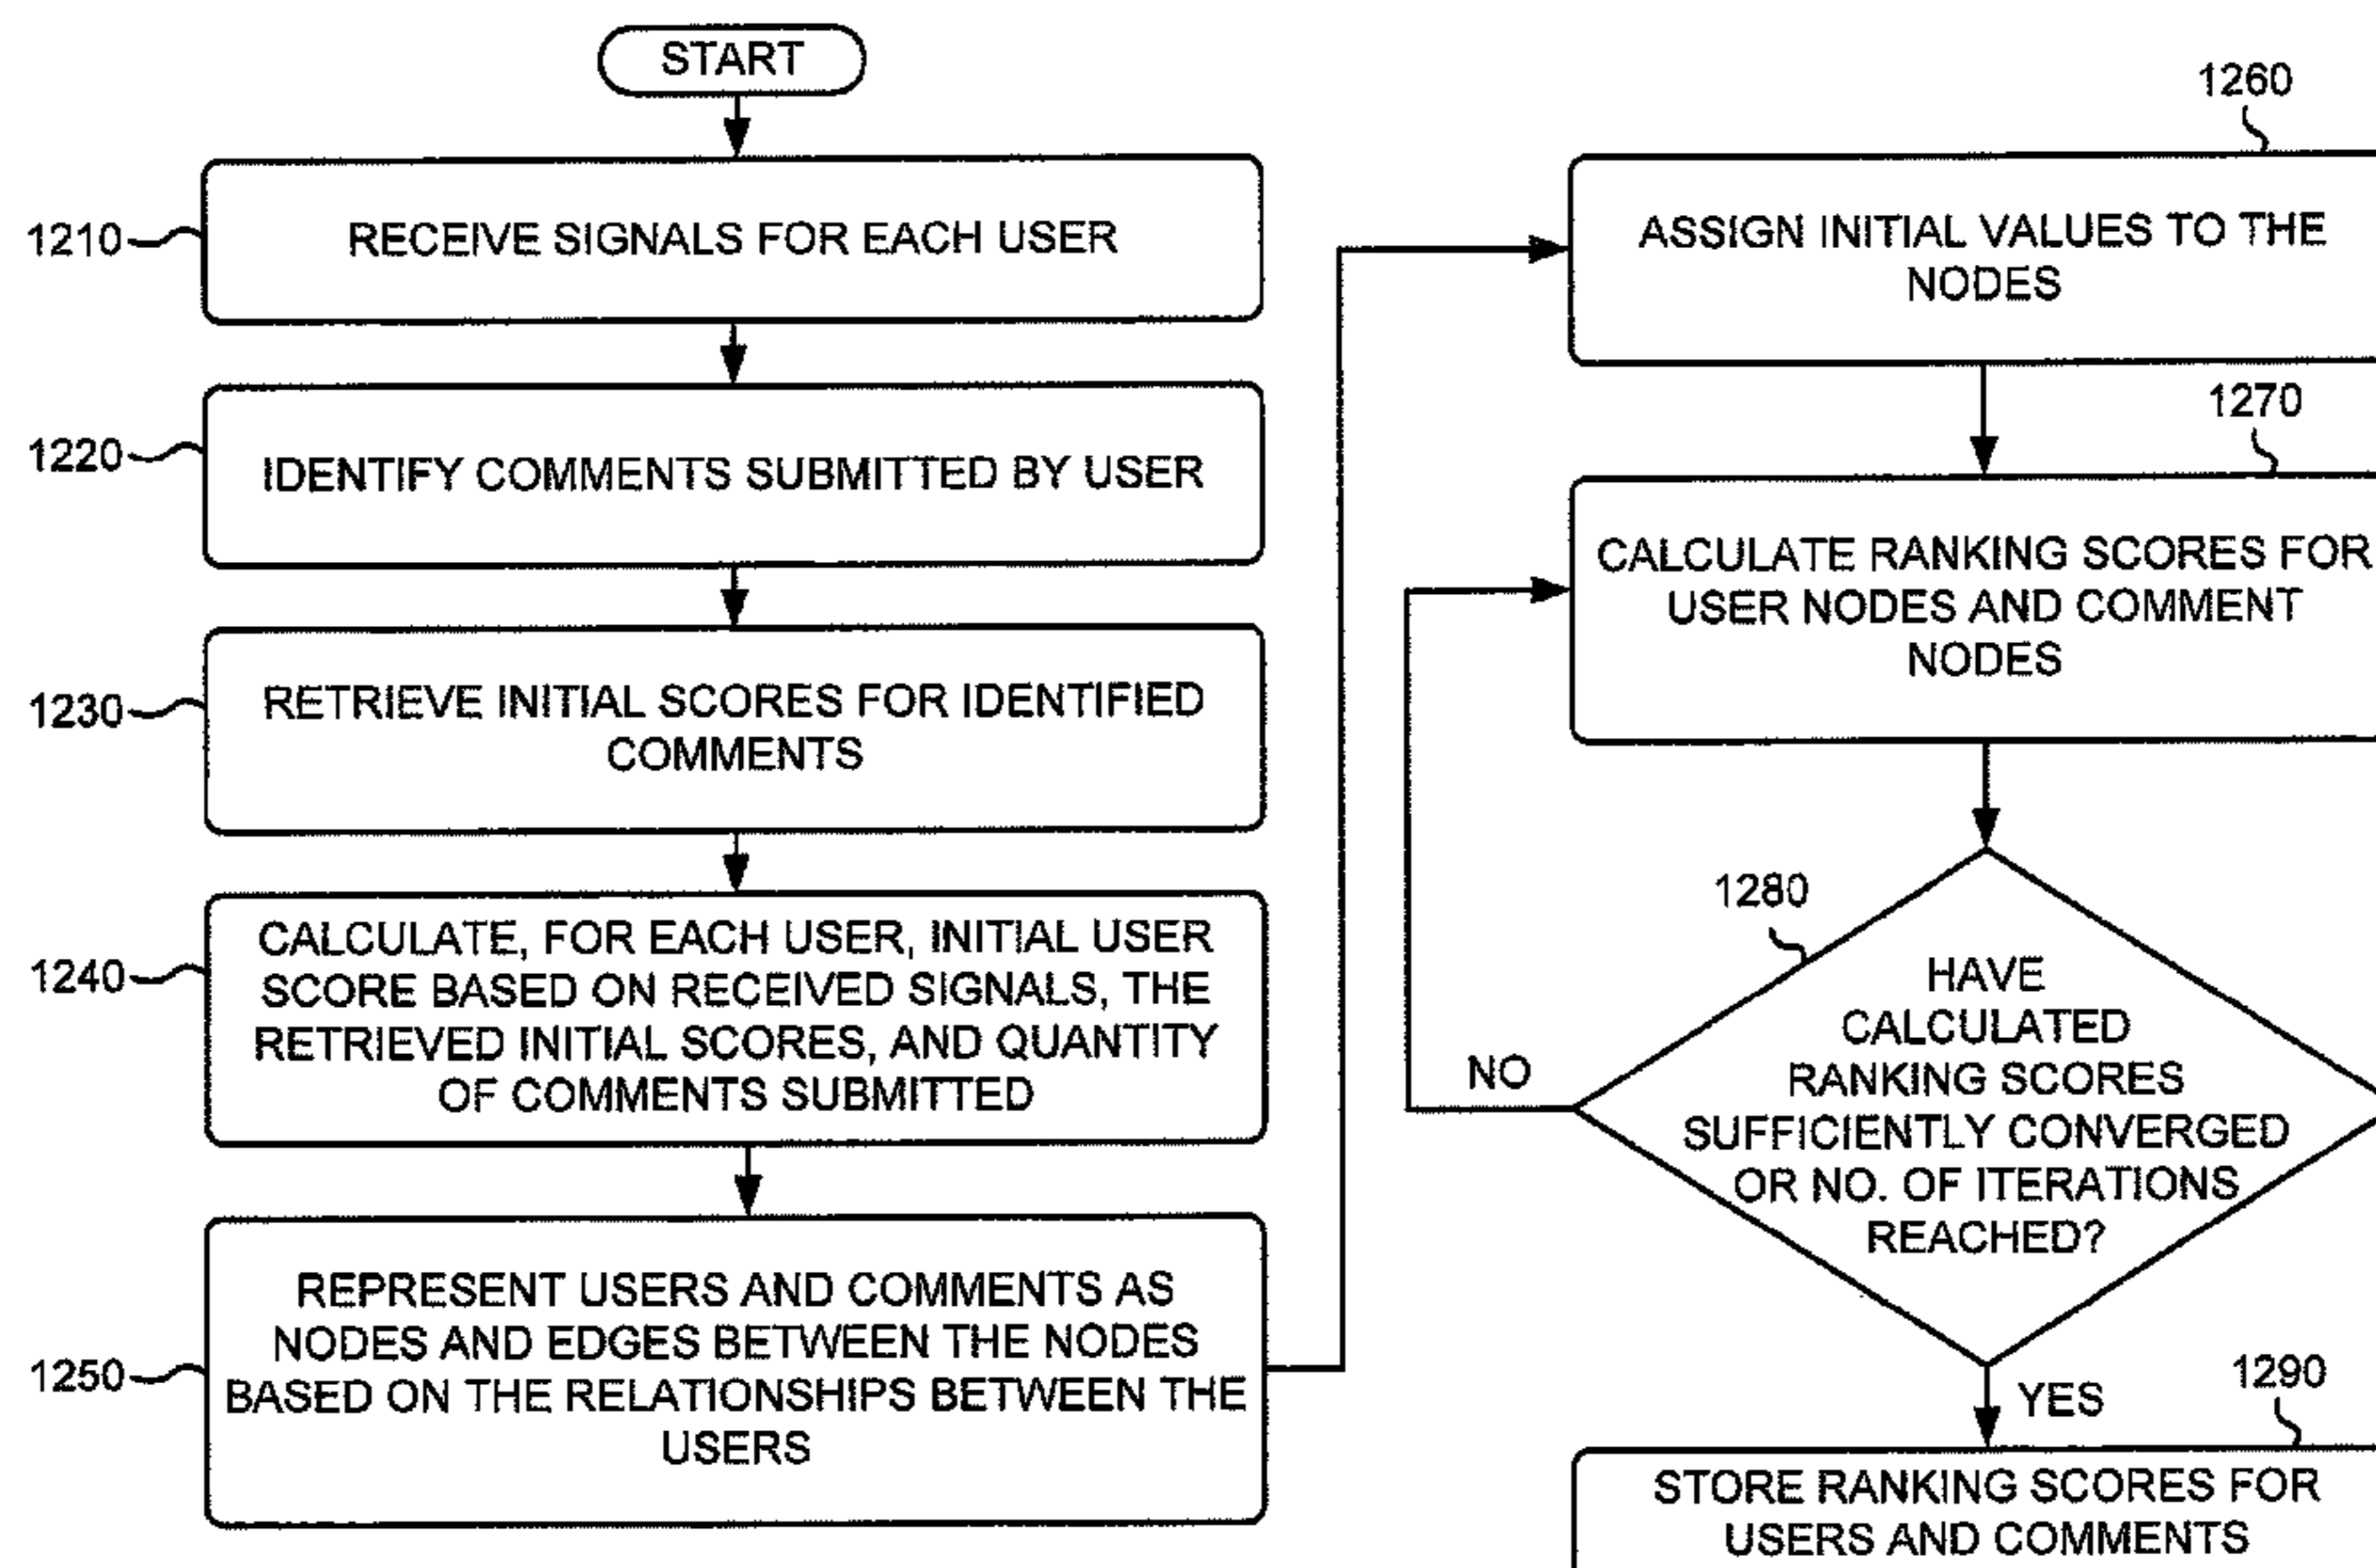 START
1210
RECEIVE SIGNALS FOR EACH USER
1220
IDENTIFY COMMENTS SUBMITTED BY USER
1230
RETRIEVE INITIAL SCORES FOR IDENTIFIED
COMMENTS
1240
CALCULATE, FOR EACH USER, INITIAL USER
SCORE BASED ON RECEIVED SIGNALS, THE
RETRIEVED INITIAL SCORES, AND QUANTITY
OF COMMENTS SUBMITTED
1250
REPRESENT USERS AND COMMENTS AS
NODES AND EDGES BETWEEN THE NODES
BASED ON THE RELATIONSHIPS BETWEEN THE
USERS
1260
ASSIGN INITIAL VALUES TO THE
NODES
1270
CALCULATE RANKING SCORES FOR
USER NODES AND COMMENT
NODES
1280
HAVE
CALCULATED
RANKING SCORES
SUFFICIENTLY CONVERGED
OR NO. OF ITERATIONS
REACHED?
NO
YES
1290
STORE RANKING SCORES FOR
USERS AND COMMENTS